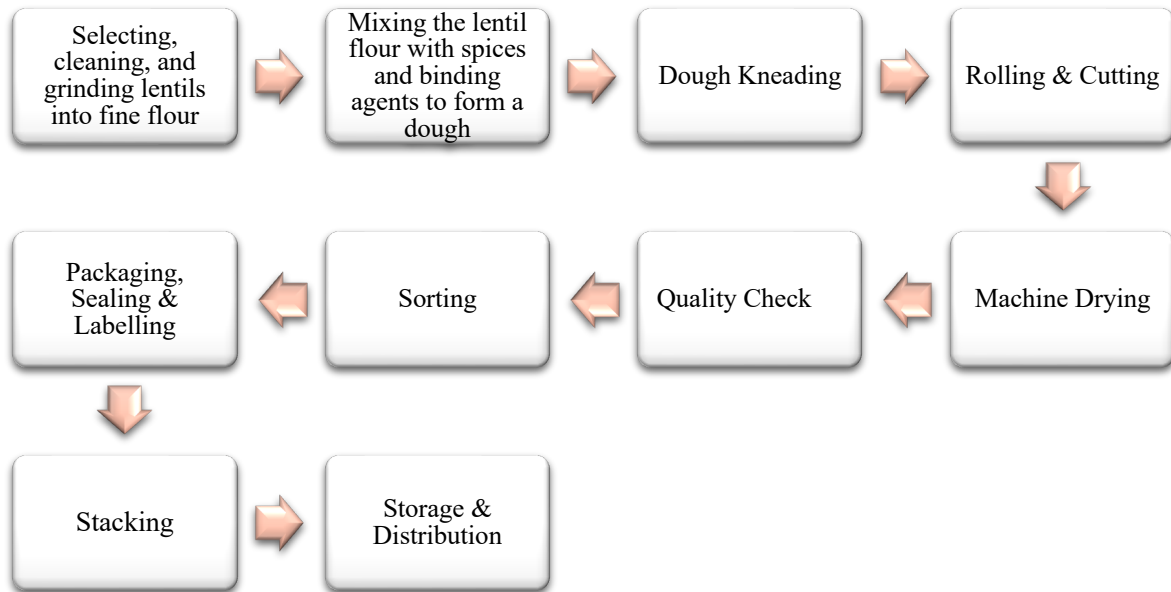 Selecting,
cleaning, and
grinding lentils
into fine flour
Mixing the lentil
flour with spices
and binding
agents to form a
dough
Dough Kneading
Rolling & Cutting
Machine Drying
Quality Check
Sorting
Packaging,
Sealing &
Labelling
Stacking
Storage &
Distribution